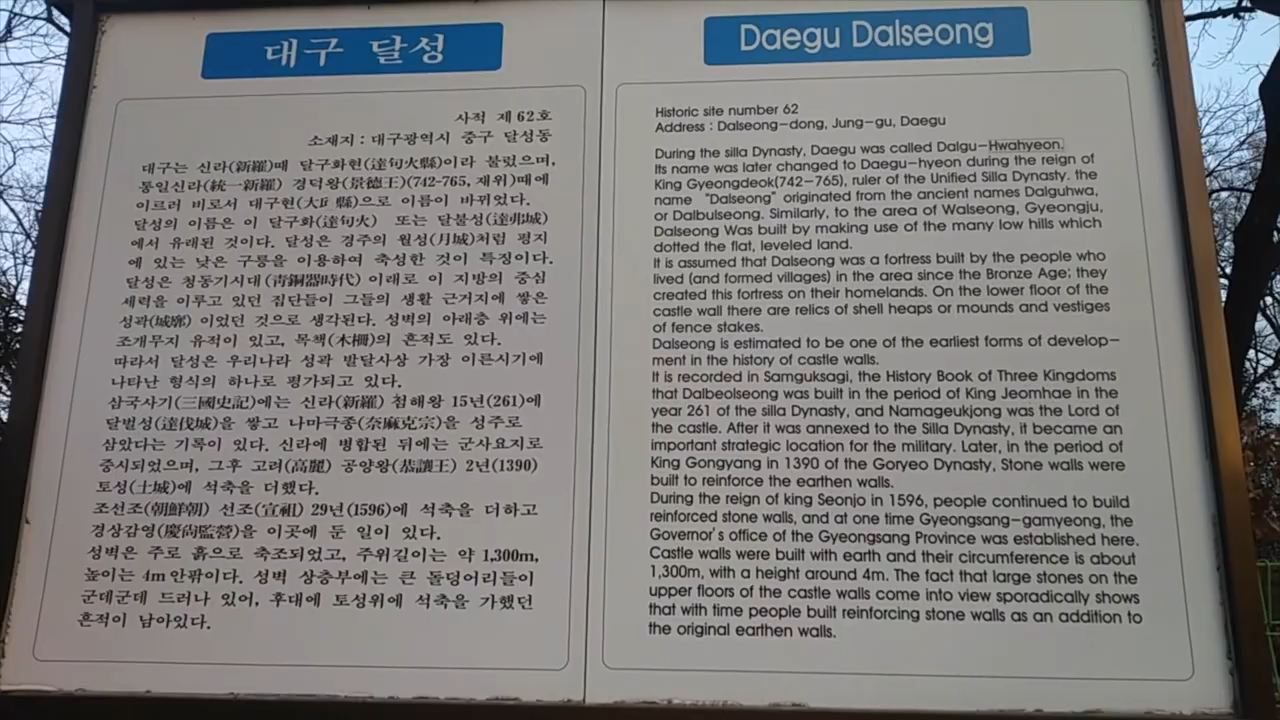 대구 달성
사적 제62호
소재지 : 대구광역시 중구 달성동
대구는 신라(新羅)때 달구화현(達句火縣)이라 불렀으며,
통일신라(統一新羅) 경덕왕(景德王)(742-765, 재위)때에
이르러 비로서 대구현(大丘縣)으로 이름이 바뀌었다.
달성의 이름은 이 달구화(達句火) 또는 달불성(達弗城)
에서 유래된 것이다. 달성은 경주의 월성(月城)처럼 평지
에 있는 낮은 구릉을 이용하여 축성한 것이 특징이다.
달성은 청동기시대(靑銅器時代) 이래로 이 지방의 중심
세력을 이루고 있던 집단들이 그들의 생활 근거지에 쌓은
성곽(城廓) 이었던 것으로 생각된다. 성벽의 아래층 위에는
조개무지 유적이 있고, 목책(木柵)의 흔적도 있다.
따라서 달성은 우리나라 성곽 발달사상 가장 이른시기에
나타난 형식의 하나로 평가되고 있다.
삼국사기(三國史記)에는 신라(新羅) 첨해왕 15년(261)에
달벌성(達伐城)을 쌓고 나마극종(奈麻克宗)을 성주로
삼았다는 기록이 있다. 신라에 병합된 뒤에는 군사요지로
중시되었으며, 그후 고려(高麗) 공양왕(恭讓王) 2년(1390)
토성(土城)에 석축을 더했다.
조선조(朝鮮朝) 선조(宣祖) 29년(1596)에 석축을 더하고
경상감영(慶尙監營)을 이곳에 둔 일이 있다.
성벽은 주로 흙으로 축조되었고, 주위길이는 약 1,300m,
높이는 4m안팎이다. 성벽 상층부에는 큰 돌덩어리들이
군데군데 드러나 있어, 후대에 토성위에 석축을 가했던
흔적이 남아있다.
Daegu Dalseong
Historic site number 62
Address : Dalseong-dong, Jung-gu, Daegu
During the silla Dynasty, Daegu was called Dalgu-Hwahyeon.
Its name was later changed to Daegu-hyeon during the reign of
King Gyeongdeok(742-765), ruler of the Unified Silla Dynasty. the
name "Dalseong" originated from the ancient names Dalguhwa,
or Dalbulseong. Similarly, to the area of Walseong, Gyeongju,
Dalseong Was built by making use of the many low hills which
dotted the flat, leveled land.
It is assumed that Dalseong was a fortress built by the people who
lived (and formed villages) in the area since the Bronze Age; they
created this fortress on their homelands. On the lower floor of the
castle wall there are relics of shell heaps or mounds and vestiges
of fence stakes.
Dalseong is estimated to be one of the earliest forms of develop-
ment in the history of castle walls.
It is recorded in Samguksagi, the History Book of Three Kingdoms
that Dalbeolseong was built in the period of King Jeomhae in the
year 261 of the silla Dynasty, and Namageukjong was the Lord of
the castle. After it was annexed to the Silla Dynasty, it became an
important strategic location for the military. Later, in the period of
King Gongyang in 1390 of the Goryeo Dynasty, Stone walls were
built to reinforce the earthen walls.
During the reign of king Seonjo in 1596, people continued to build
reinforced stone walls, and at one time Gyeongsang-gamyeong, the
Governor's office of the Gyeongsang Province was established here.
Castle walls were built with earth and their circumference is about
1,300m, with a height around 4m. The fact that large stones on the
upper floors of the castle walls come into view sporadically shows
that with time people built reinforcing stone walls as an addition to
the original earthen walls.